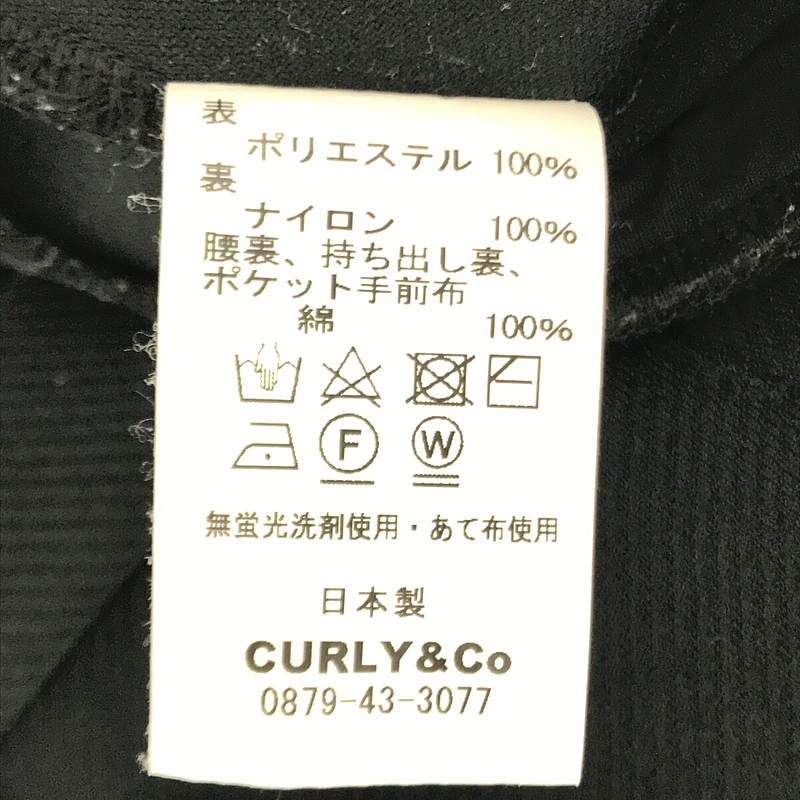 表
ポリエステル 100%
裏
ナイロン 100%
腰裏、持ち出し裏、
ポケット手前布
綿 100%
F W
無蛍光洗剤使用・あて布使用
日本製
CURLY&Co
0879-43-3077